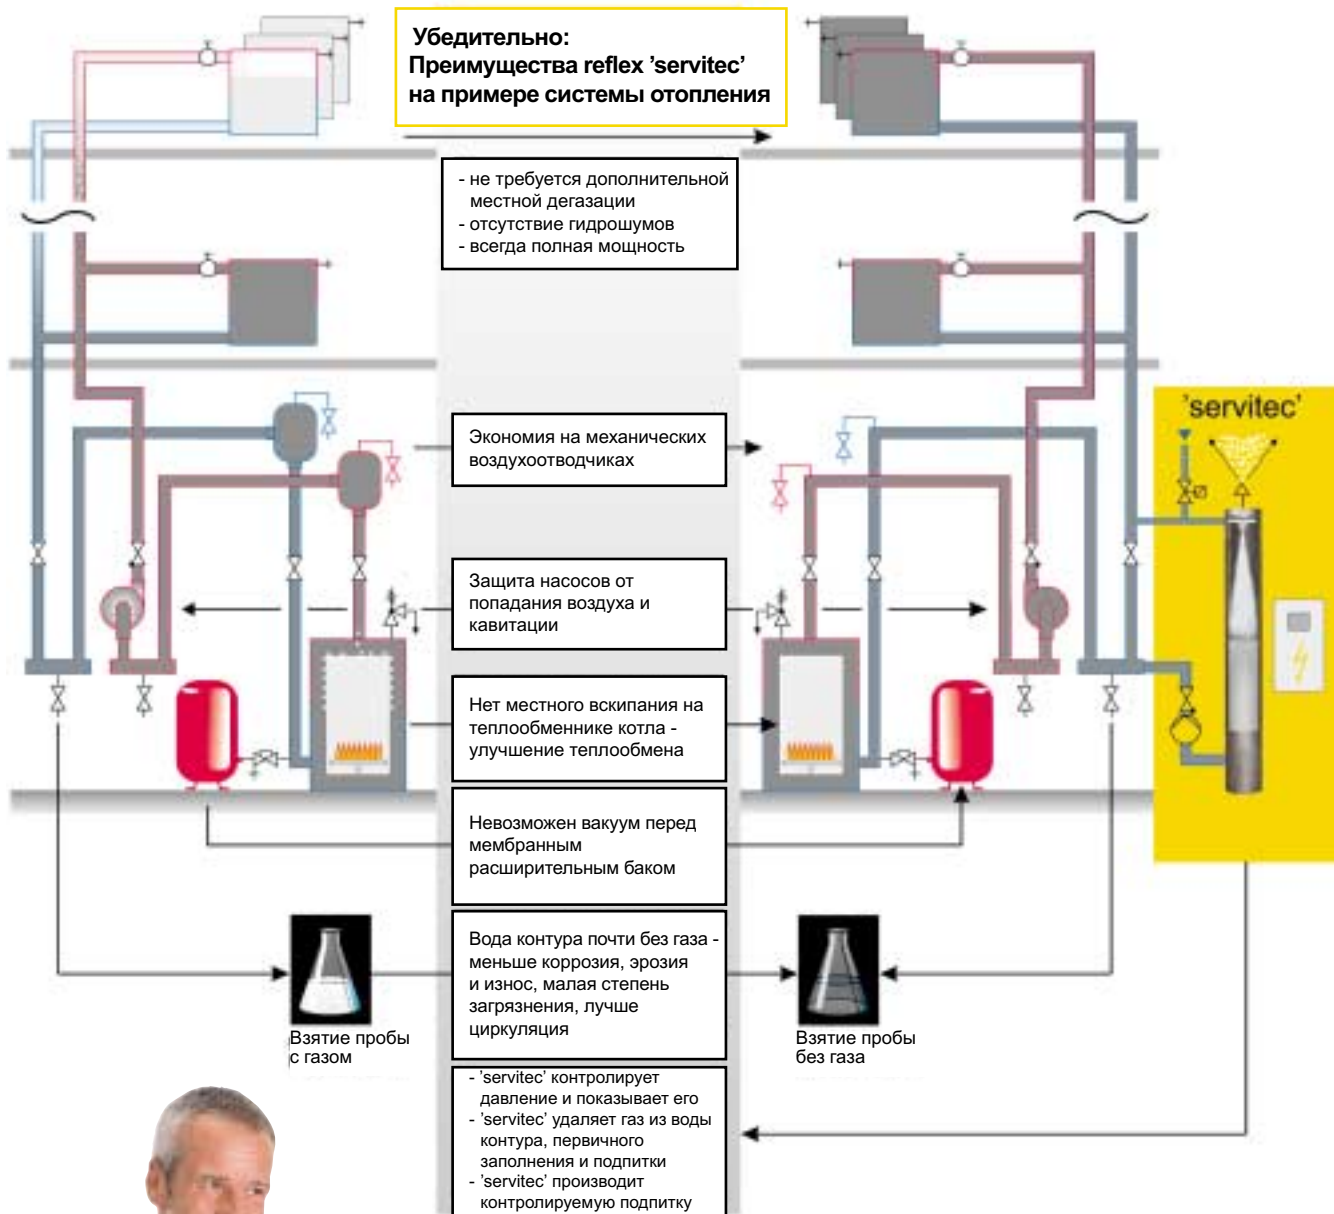 Убедительно:
Преимущества reflex 'servitec'
на примере системы отопления
- не требуется дополнительной
местной дегазации
- отсутствие гидрошумов
- всегда полная мощность
'servitec'
Экономия на механических
воздухоотводчиках
Защита насосов от
попадания воздуха и
кавитации
Нет местного вскипания на
теплообменнике котла -
улучшение теплообмена
Невозможен вакуум перед
мембранным
расширительным баком
Вода контура почти без газа -
меньше коррозия, эрозия
и износ, малая степень
загрязнения, лучше
циркуляция
Взятие пробы
с газом
Взятие пробы
без газа
- 'servitec' контролирует
давление и показывает его
- 'servitec' удаляет газ из воды
контура, первичного
заполнения и подпитки
- 'servitec' производит
контролируемую подпитку